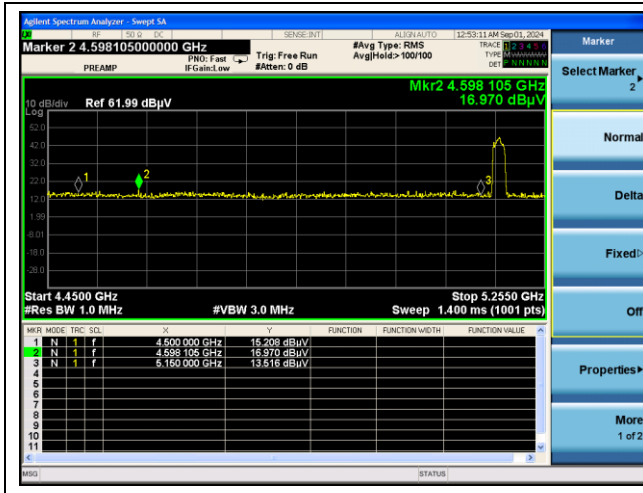 Agilent Spectrum Analyzer - Swept SA
RF 50 Ω DC SENSE:INT ALIGN AUTO 12:53:11 AM Sep 01, 2024
Marker 2 4.598105000000 GHz
PREAMP
PNO: Fast
IFGain:Low
Trig: Free Run
#Atten: 0 dB
#Avg Type: RMS
Avg|Hold:> 100/100
TRACE 1 2 3 4 5 6
TYPE
DET P N N N N N
Mkr2 4.598 105 GHz
16.970 dBµV
10 dB/div Ref 61.99 dBµV
Log
52.0
42.0
32.0
22.0
12.0
1.99
-8.01
-18.0
-28.0
1
2
3
Start 4.4500 GHz Stop 5.2550 GHz
#Res BW 1.0 MHz #VBW 3.0 MHz Sweep 1.400 ms (1001 pts)
MKR MODE TRC SCL X Y FUNCTION FUNCTION WIDTH FUNCTION VALUE
1 N 1 f 4.500 000 GHz 15.208 dBµV
2 N 1 f 4.598 105 GHz 16.970 dBµV
3 N 1 f 5.150 000 GHz 13.516 dBµV
4
5
6
7
8
9
10
11
MSG STATUS
Marker
Select Marker
2
Normal
Delta
Fixed
Off
Properties
More
1 of 2